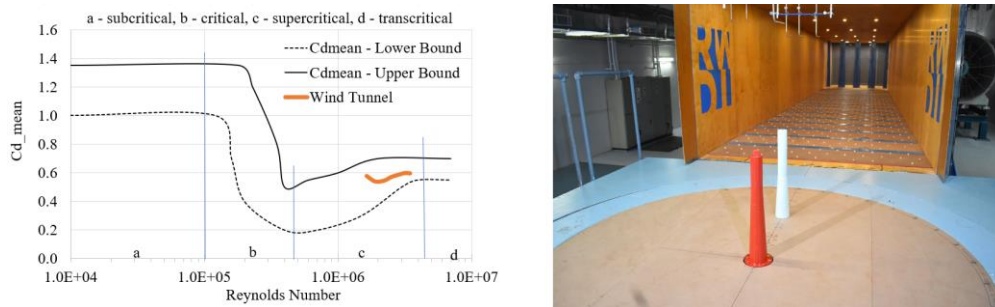 a - subcritical, b - critical, c - supercritical, d - transcritical
1.6
1.4
1.2
1.0
0.8
0.6
0.4
0.2
0.0
Cd_mean
Cdmean - Lower Bound
Cdmean - Upper Bound
Wind Tunnel
a
b
c
d
1.0E+04
1.0E+05
1.0E+06
1.0E+07
Reynolds Number
RW
DI